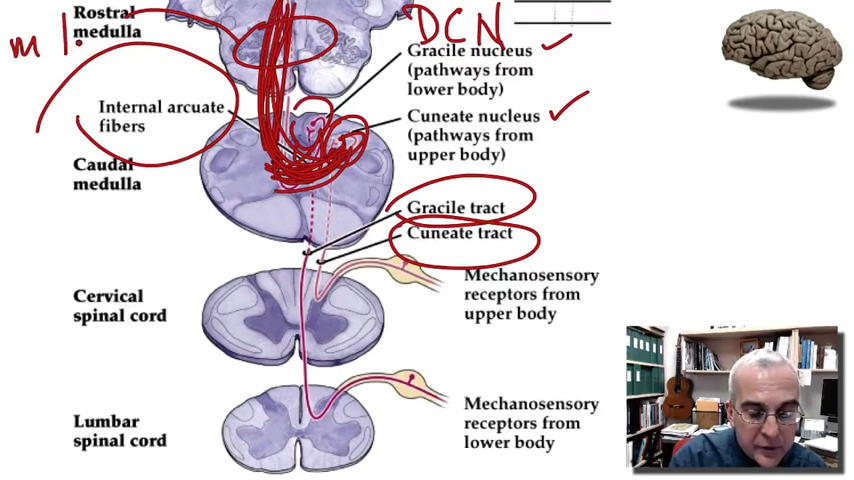 Rostral
medulla
m l.
DCN
Gracile nucleus
(pathways from
lower body)
Internal arcuate
fibers
Cuneate nucleus
(pathways from
upper body)
Caudal
medulla
Gracile tract
Cuneate tract
Cervical
spinal cord
Mechanosensory
receptors from
upper body
Lumbar
spinal cord
Mechanosensory
receptors from
lower body